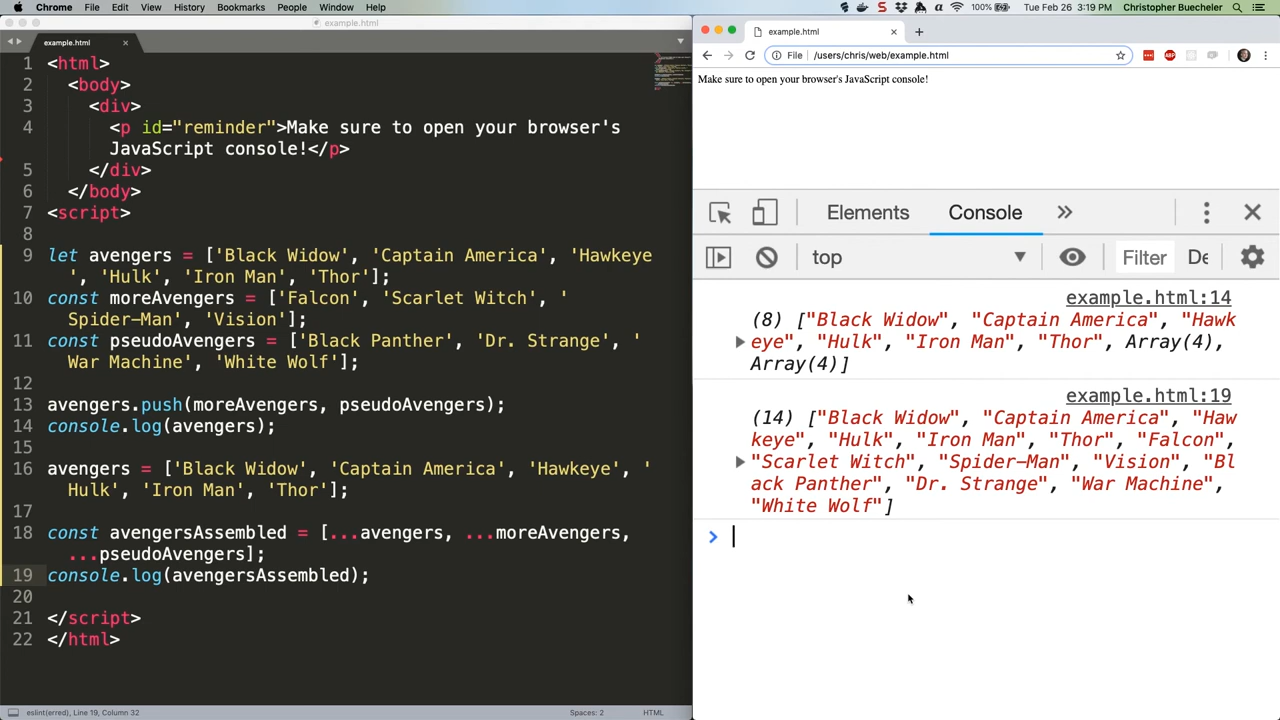 Chrome File Edit View History Bookmarks People Window Help
100% Tue Feb 26 3:19 PM Christopher Buecheler
example.html
example.html ×
1 <html>
2 <body>
3 <div>
4 <p id="reminder">Make sure to open your browser's
JavaScript console!</p>
5 </div>
6 </body>
7 <script>
8
9 let avengers = ['Black Widow', 'Captain America', 'Hawkeye
', 'Hulk', 'Iron Man', 'Thor'];
10 const moreAvengers = ['Falcon', 'Scarlet Witch', '
Spider-Man', 'Vision'];
11 const pseudoAvengers = ['Black Panther', 'Dr. Strange', '
War Machine', 'White Wolf'];
12
13 avengers.push(moreAvengers, pseudoAvengers);
14 console.log(avengers);
15
16 avengers = ['Black Widow', 'Captain America', 'Hawkeye', '
Hulk', 'Iron Man', 'Thor'];
17
18 const avengersAssembled = [...avengers, ...moreAvengers,
...pseudoAvengers];
19 console.log(avengersAssembled);
20
21 </script>
22 </html>
eslint(erred), Line 19, Column 32 Spaces: 2 HTML
example.html × +
File /users/chris/web/example.html
ABP
Make sure to open your browser's JavaScript console!
Elements Console »
top Filter De
example.html:14
(8) ["Black Widow", "Captain America", "Hawk
eye", "Hulk", "Iron Man", "Thor", Array(4),
Array(4)]
example.html:19
(14) ["Black Widow", "Captain America", "Haw
keye", "Hulk", "Iron Man", "Thor", "Falcon",
"Scarlet Witch", "Spider-Man", "Vision", "Bl
ack Panther", "Dr. Strange", "War Machine",
"White Wolf"]
>